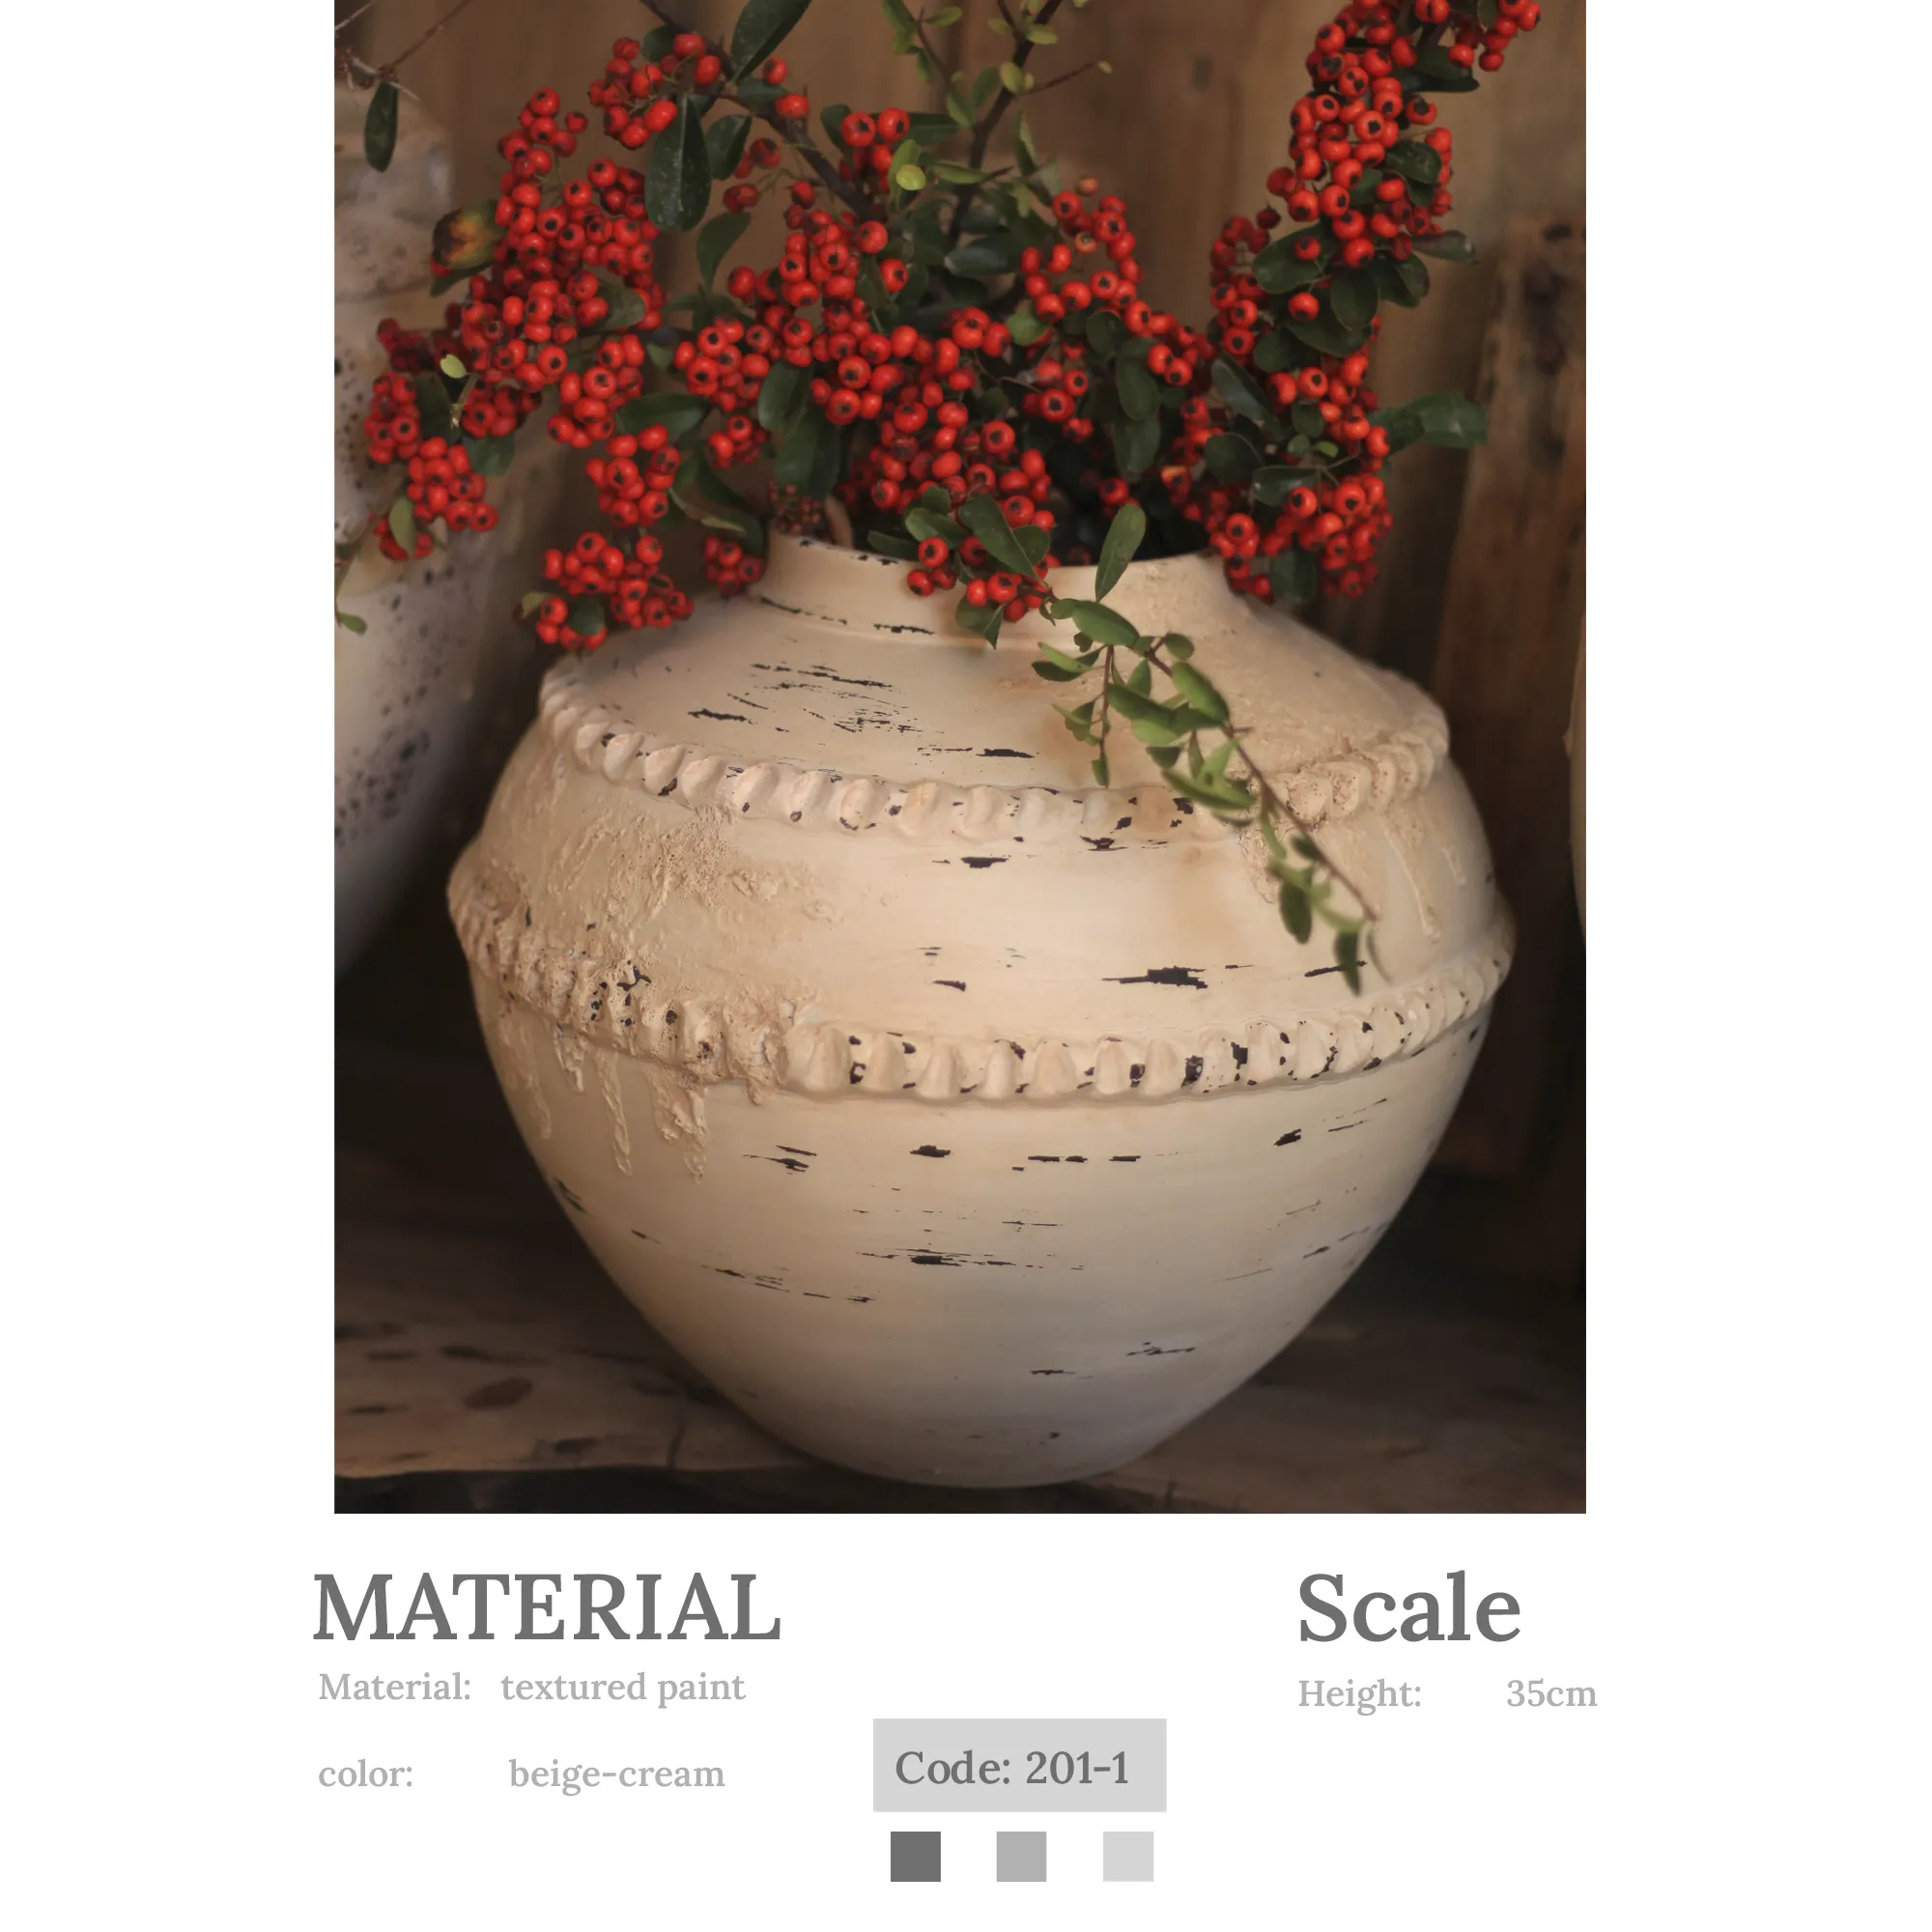 MATERIAL
Material: textured paint
color: beige-cream
Code: 201-1
Scale
Height: 35cm